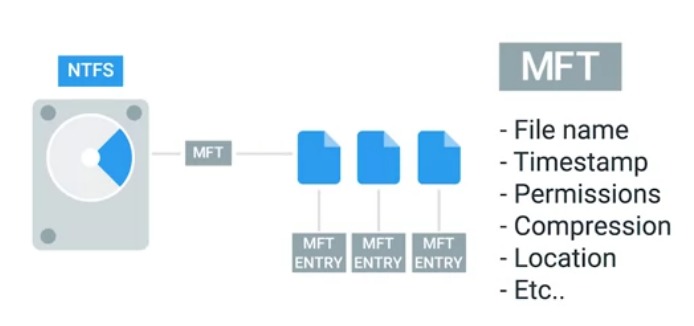 NTFS
MFT
MFT
ENTRY
MFT
ENTRY
MFT
ENTRY
MFT
- File name
- Timestamp
- Permissions
- Compression
- Location
- Etc..